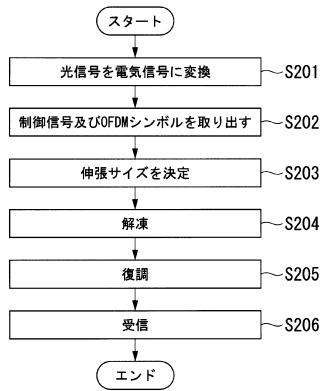 スタート
光信号を電気信号に変換
S201
制御信号及びOFDMシンボルを取り出す
S202
伸張サイズを決定
S203
解凍
S204
復調
S205
受信
S206
エンド